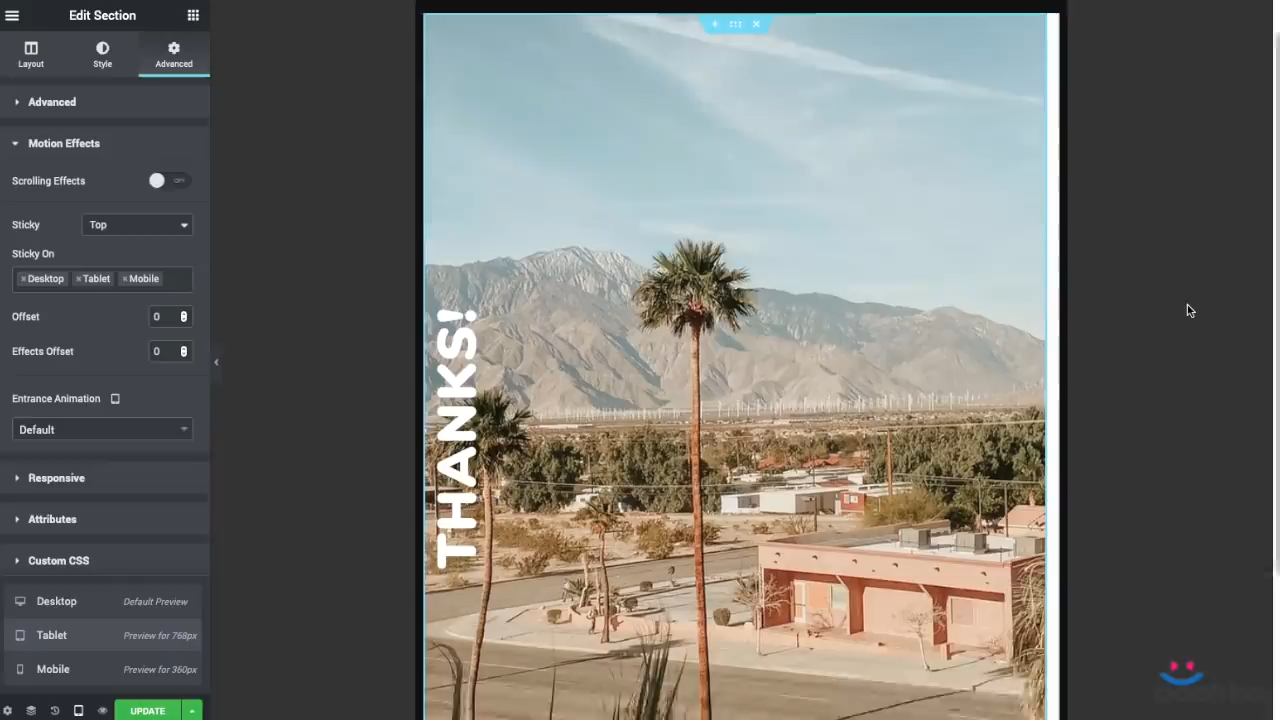 Edit Section
Layout
Style
Advanced
Advanced
Motion Effects
Scrolling Effects
OFF
Sticky
Top
Sticky On
× Desktop × Tablet × Mobile
Offset
0
Effects Offset
0
Entrance Animation
Default
Responsive
Attributes
Custom CSS
Desktop Default Preview
Tablet Preview for 768px
Mobile Preview for 360px
UPDATE
THANKS!